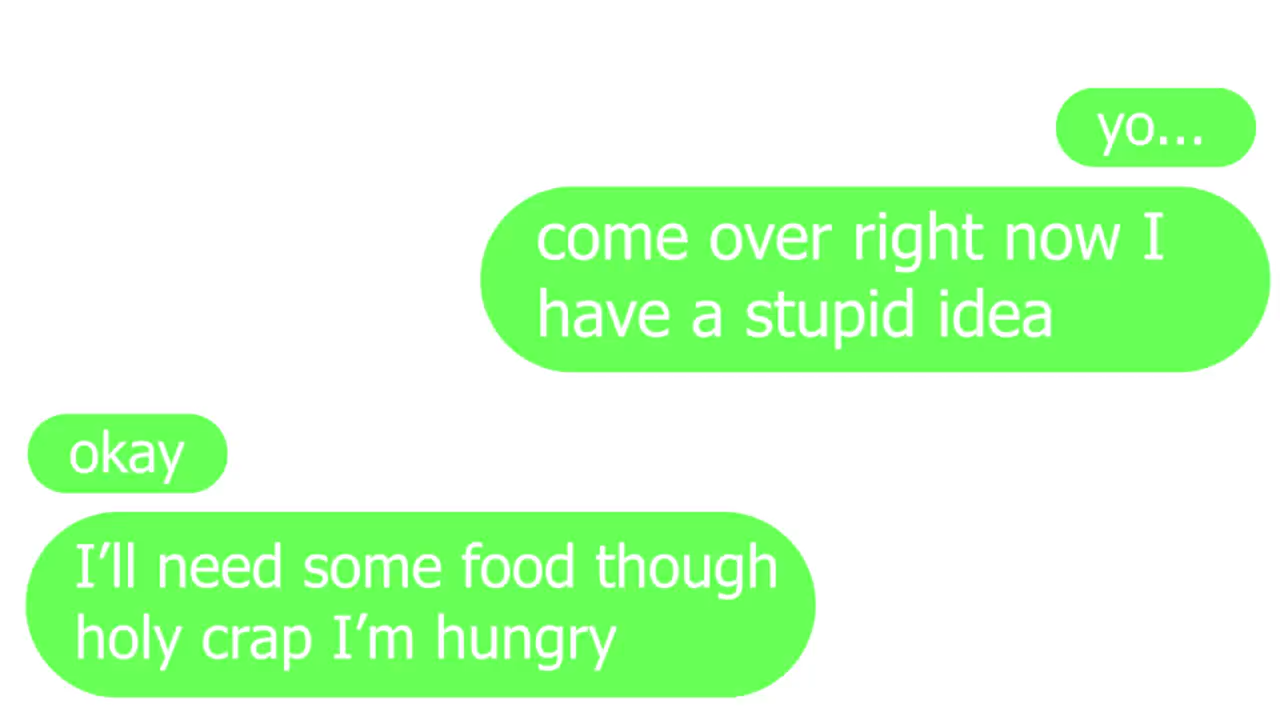 yo...
come over right now I
have a stupid idea
okay
I’ll need some food though
holy crap I’m hungry